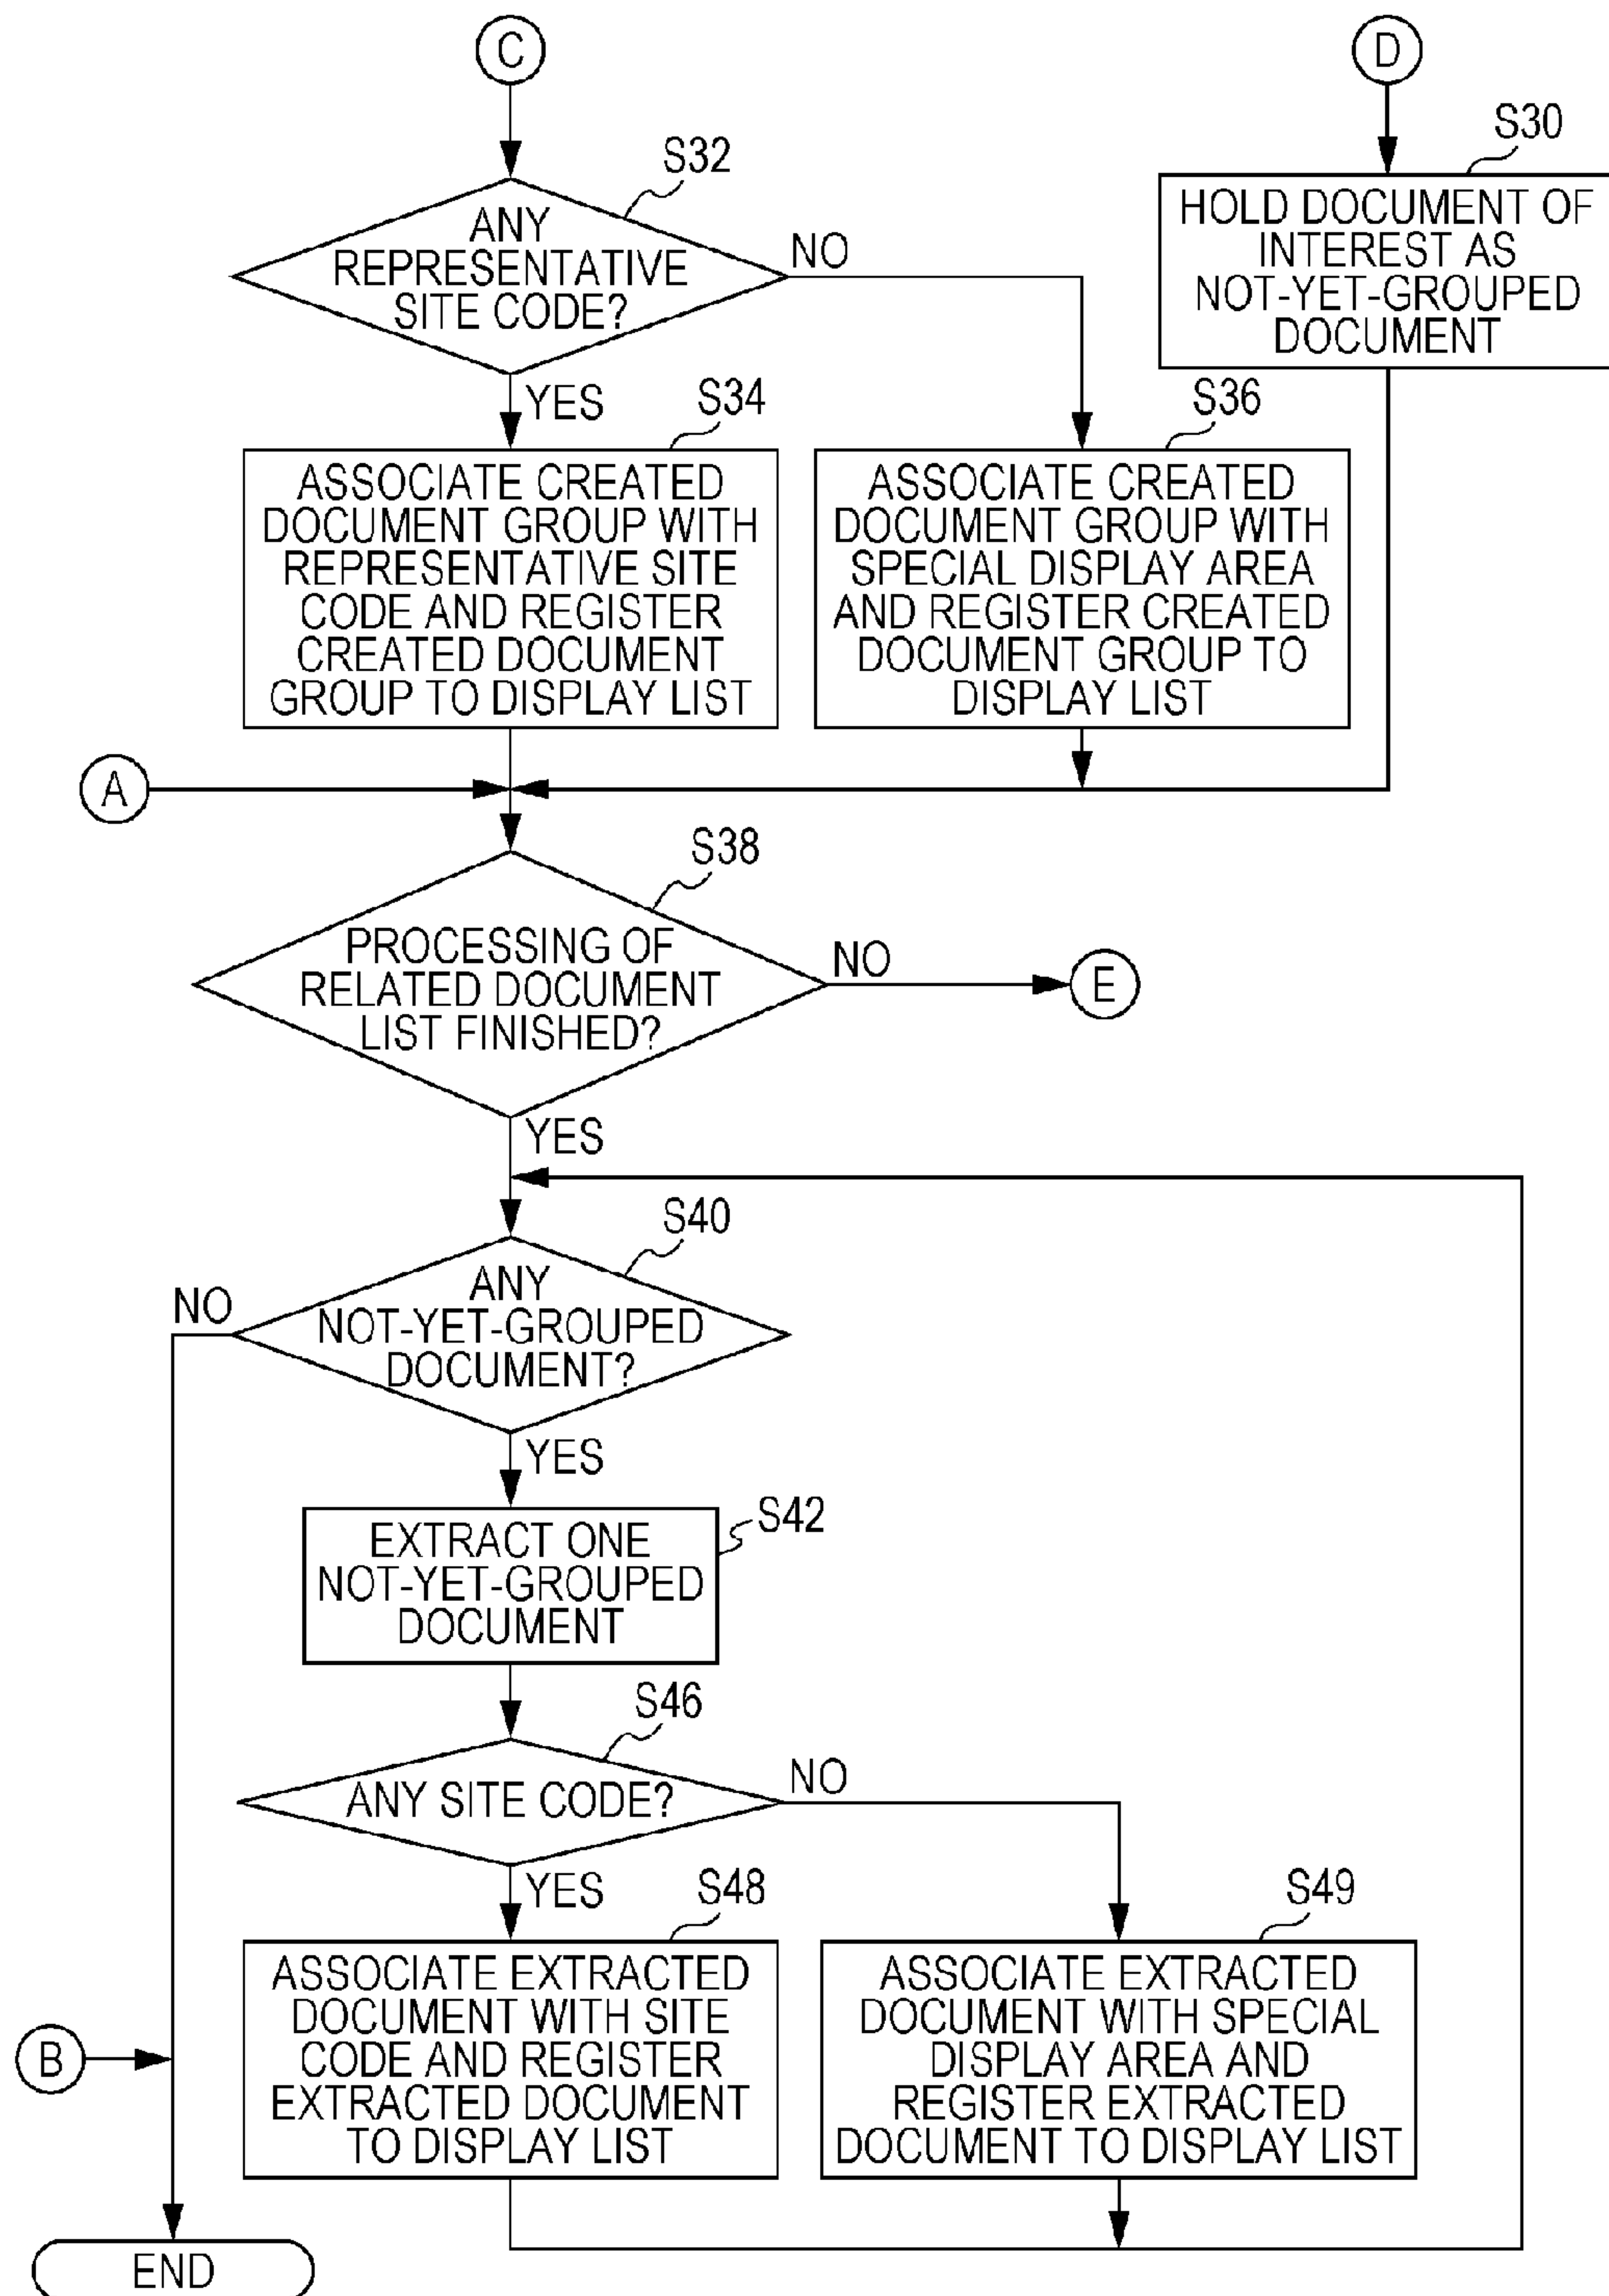 C
D
S32
S30
ANY
REPRESENTATIVE
SITE CODE?
NO
HOLD DOCUMENT OF
INTEREST AS
NOT-YET-GROUPED
DOCUMENT
YES
S34
S36
ASSOCIATE CREATED
DOCUMENT GROUP WITH
REPRESENTATIVE SITE
CODE AND REGISTER
CREATED DOCUMENT
GROUP TO DISPLAY LIST
ASSOCIATE CREATED
DOCUMENT GROUP WITH
SPECIAL DISPLAY AREA
AND REGISTER CREATED
DOCUMENT GROUP TO
DISPLAY LIST
A
S38
PROCESSING OF
RELATED DOCUMENT
LIST FINISHED?
NO
E
YES
S40
ANY
NOT-YET-GROUPED
DOCUMENT?
NO
YES
S42
EXTRACT ONE
NOT-YET-GROUPED
DOCUMENT
S46
ANY SITE CODE?
NO
YES
S48
S49
ASSOCIATE EXTRACTED
DOCUMENT WITH SITE
CODE AND REGISTER
EXTRACTED DOCUMENT
TO DISPLAY LIST
ASSOCIATE EXTRACTED
DOCUMENT WITH SPECIAL
DISPLAY AREA AND
REGISTER EXTRACTED
DOCUMENT TO DISPLAY LIST
B
END